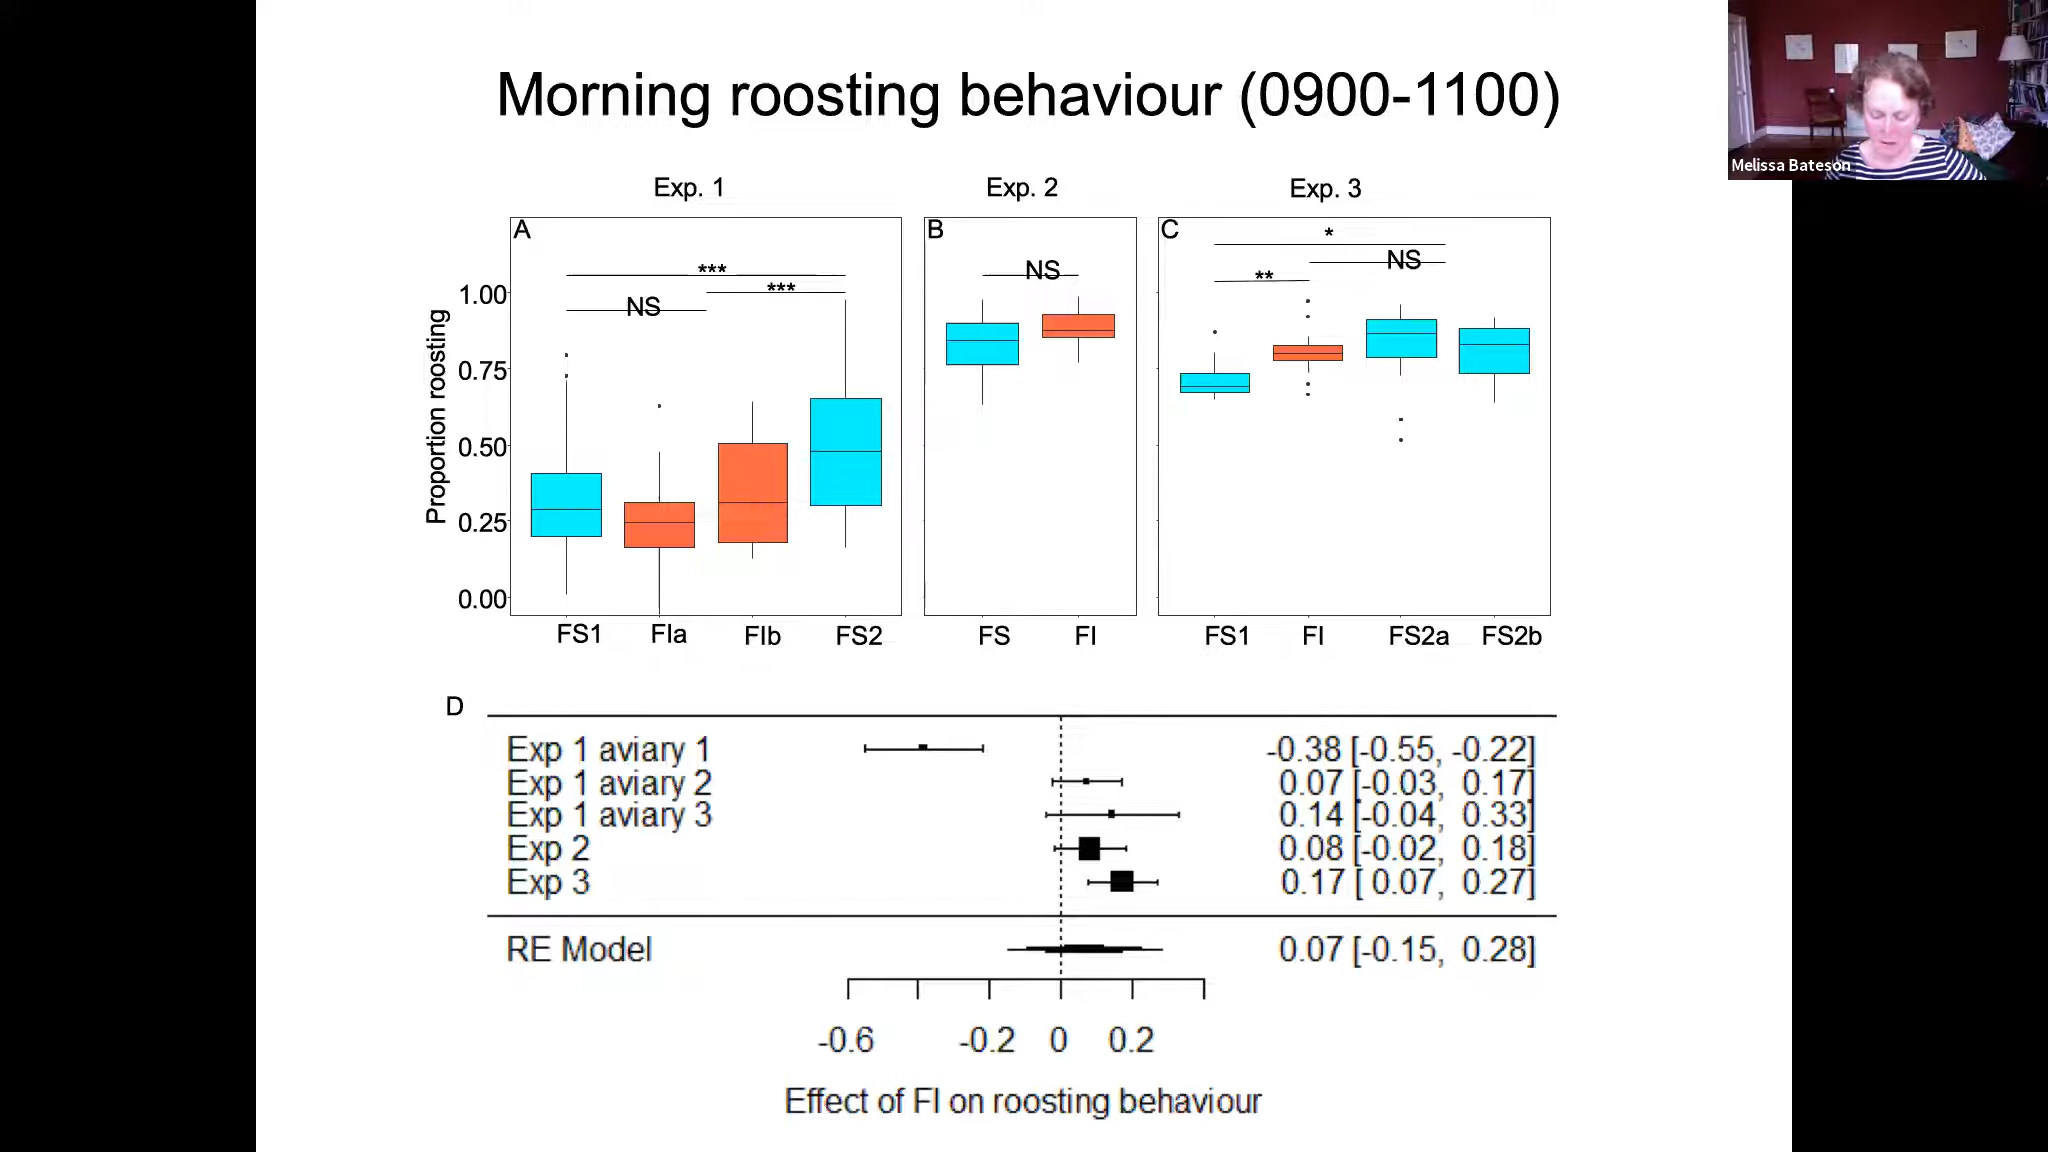 Morning roosting behaviour (0900-1100)
Melissa Bateson
Exp. 1
Exp. 2
Exp. 3
A
B
C
***
***
NS
NS
*
NS
**
Proportion roosting
1.00
0.75
0.50
0.25
0.00
FS1 FIa FIb FS2
FS FI
FS1 FI FS2a FS2b
D
Exp 1 aviary 1 -0.38 [-0.55, -0.22]
Exp 1 aviary 2 0.07 [-0.03, 0.17]
Exp 1 aviary 3 0.14 [-0.04, 0.33]
Exp 2 0.08 [-0.02, 0.18]
Exp 3 0.17 [ 0.07, 0.27]
RE Model 0.07 [-0.15, 0.28]
-0.6 -0.2 0 0.2
Effect of FI on roosting behaviour